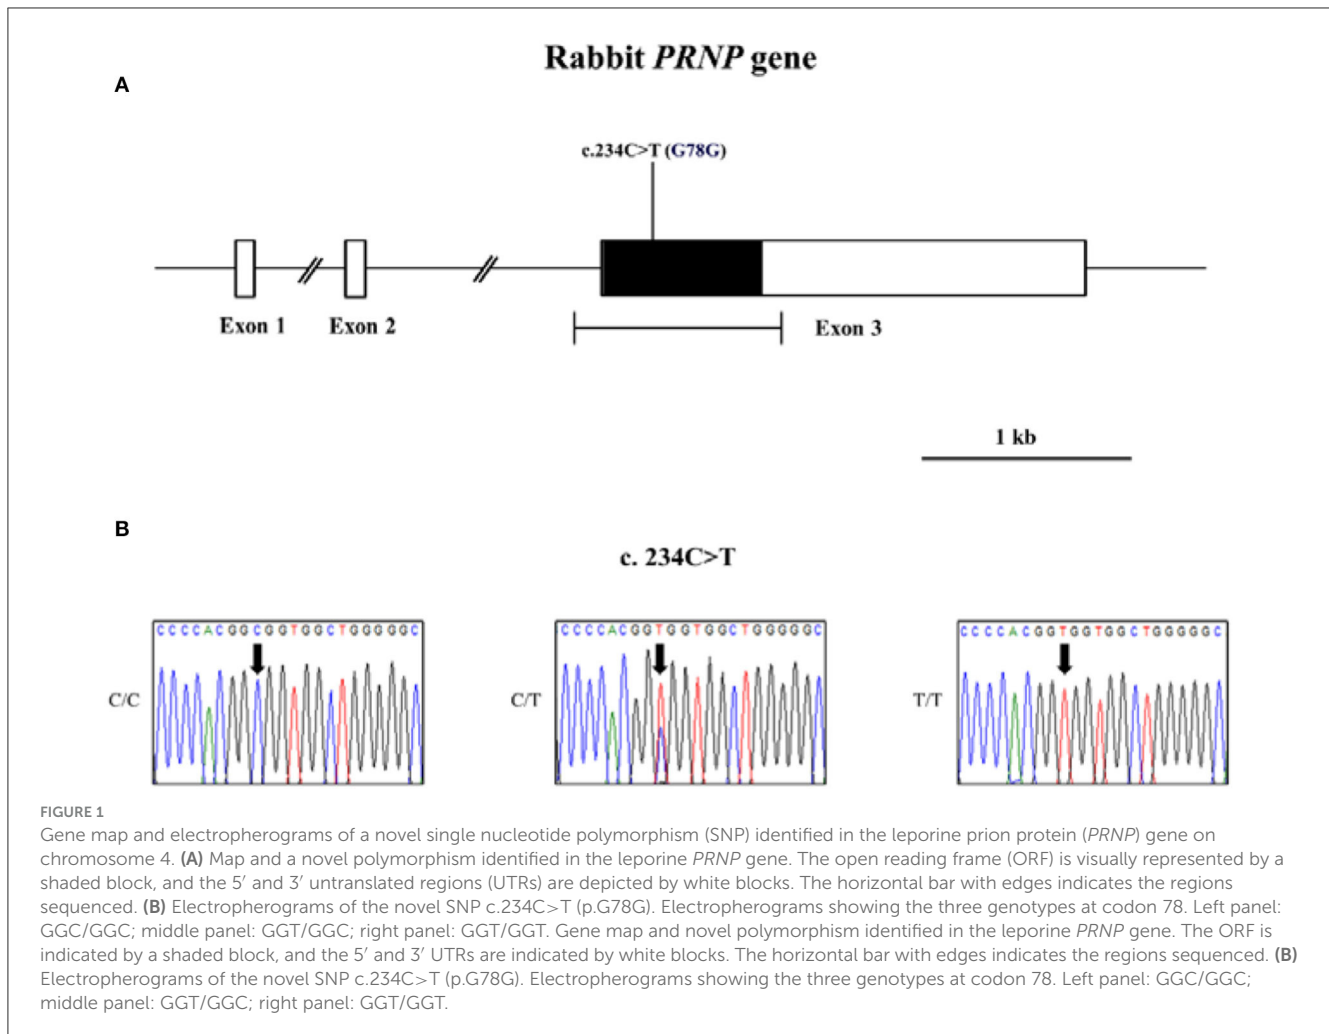 Rabbit PRNP gene
A
c.234C>T (G78G)
Exon 1
Exon 2
Exon 3
1 kb
B
c. 234C>T
CCCCACGGCGGTGGCTGGGGGC
CCCCACGGTGGTGGCTGGGGGC
CCCCACGGTGGTGGCTGGGGGC
C/C
C/T
T/T
FIGURE 1
Gene map and electropherograms of a novel single nucleotide polymorphism (SNP) identified in the leporine prion protein (PRNP) gene on
chromosome 4. (A) Map and a novel polymorphism identified in the leporine PRNP gene. The open reading frame (ORF) is visually represented by a
shaded block, and the 5′ and 3′ untranslated regions (UTRs) are depicted by white blocks. The horizontal bar with edges indicates the regions
sequenced. (B) Electropherograms of the novel SNP c.234C>T (p.G78G). Electropherograms showing the three genotypes at codon 78. Left panel:
GGC/GGC; middle panel: GGT/GGC; right panel: GGT/GGT. Gene map and novel polymorphism identified in the leporine PRNP gene. The ORF is
indicated by a shaded block, and the 5′ and 3′ UTRs are indicated by white blocks. The horizontal bar with edges indicates the regions sequenced. (B)
Electropherograms of the novel SNP c.234C>T (p.G78G). Electropherograms showing the three genotypes at codon 78. Left panel: GGC/GGC;
middle panel: GGT/GGC; right panel: GGT/GGT.